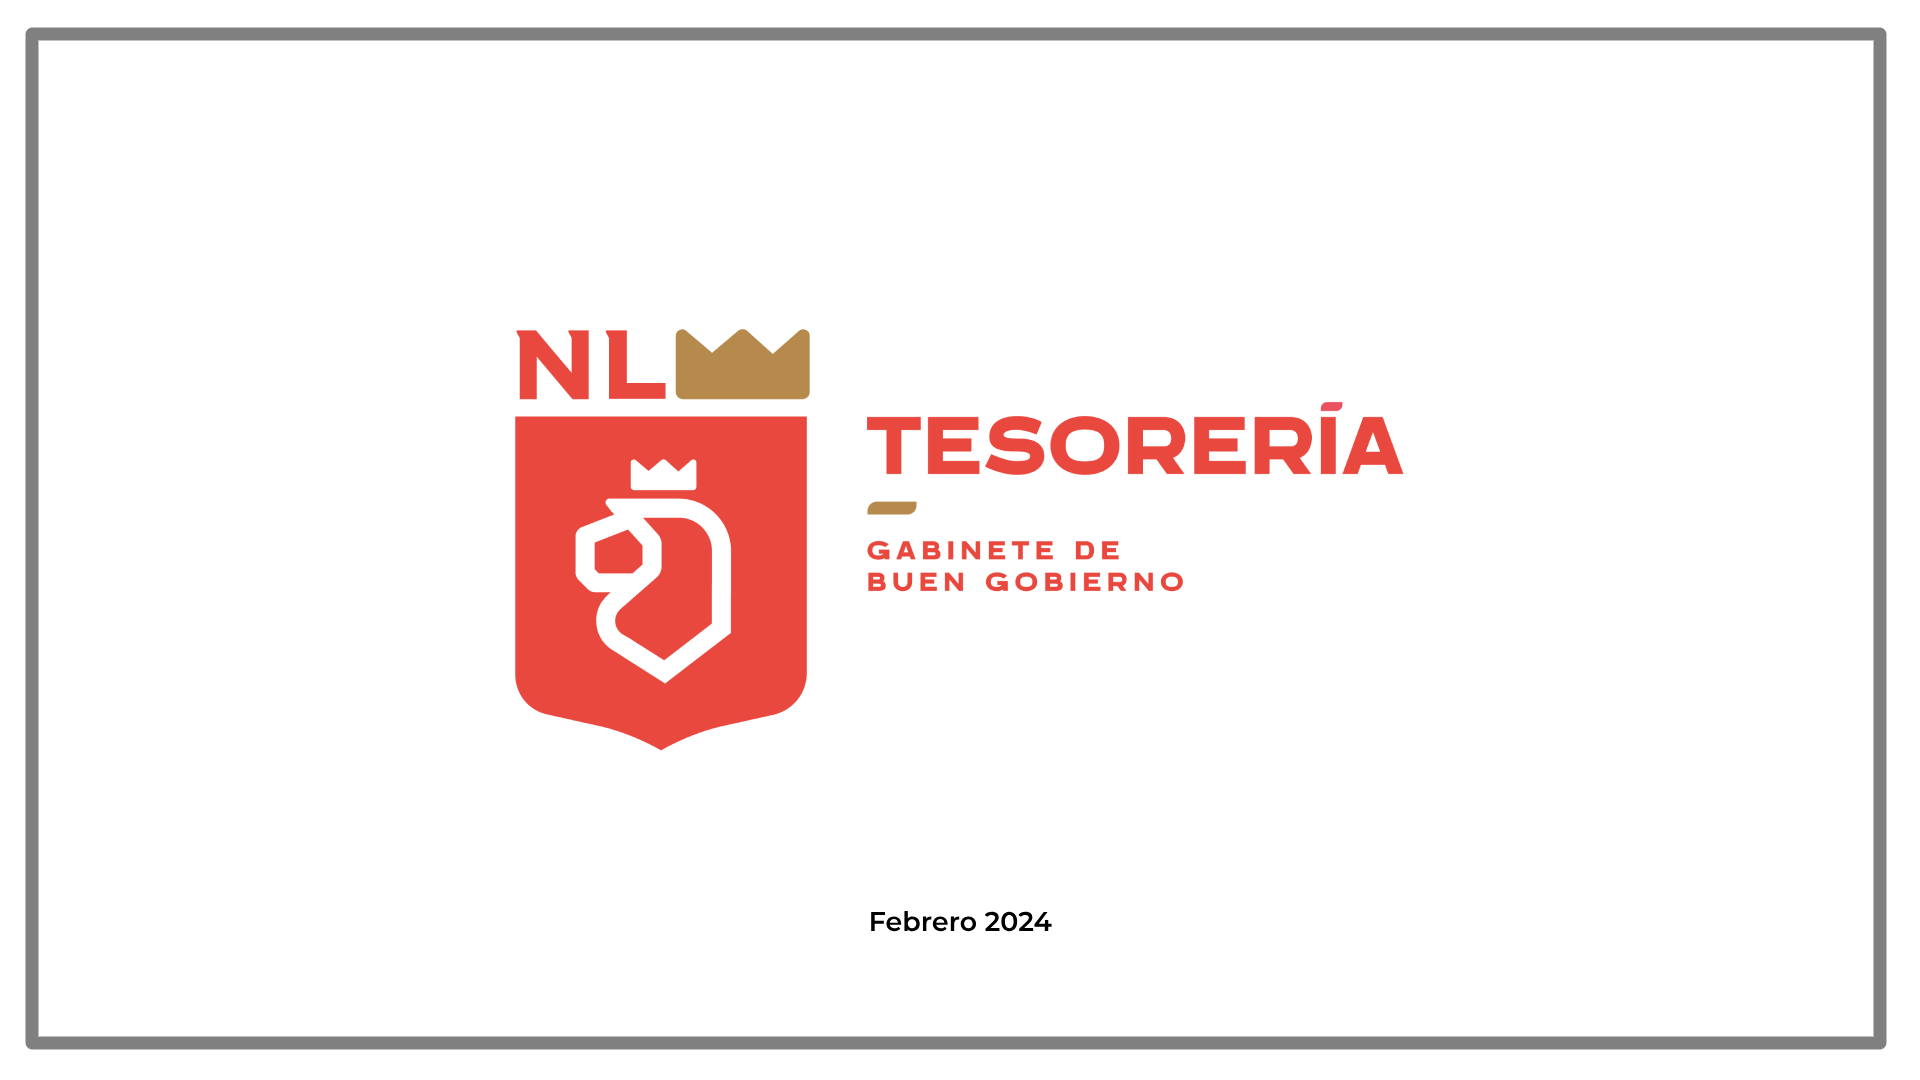 NL
TESORERÍA
GABINETE DE
BUEN GOBIERNO
Febrero 2024